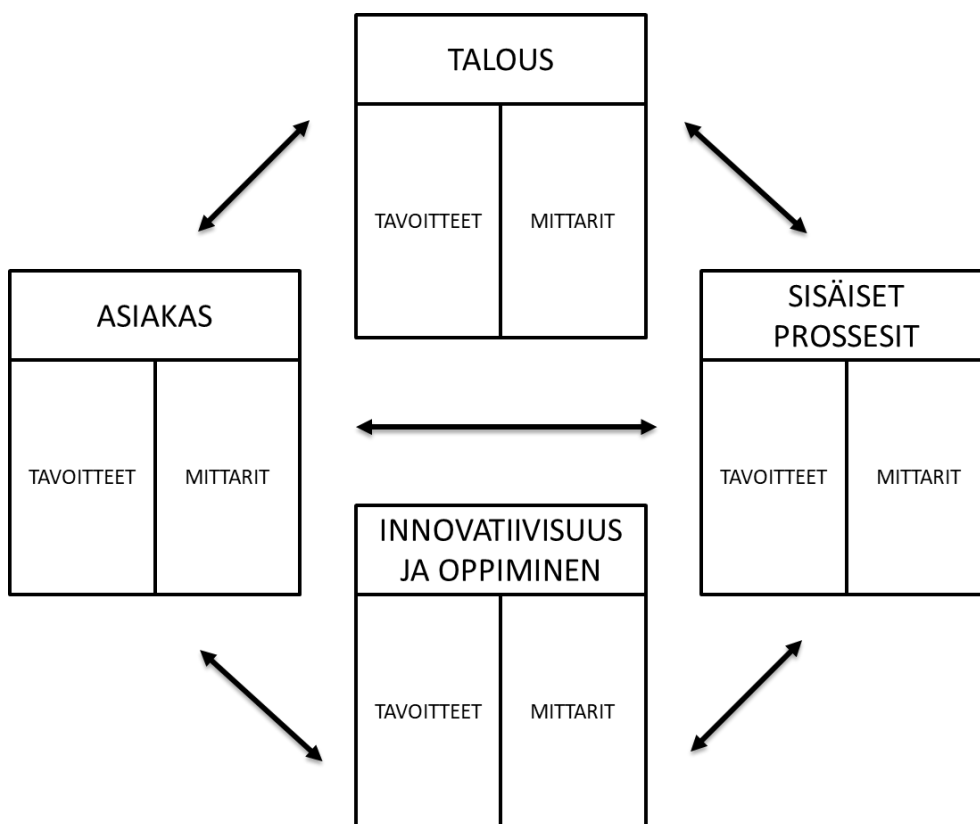 TALOUS
TAVOITTEET
MITTARIT
ASIAKAS
TAVOITTEET
MITTARIT
SISÄISET
PROSSESIT
TAVOITTEET
MITTARIT
INNOVATIIVISUUS
JA OPPIMINEN
TAVOITTEET
MITTARIT